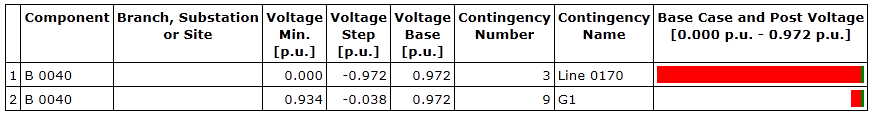 Component Branch, Substation or Site Voltage Min. [p.u.] Voltage Step [p.u.] Voltage Base [p.u.] Contingency Number Contingency Name Base Case and Post Voltage [0.000 p.u. - 0.972 p.u.]
1 B 0040 0.000 -0.972 0.972 3 Line 0170
2 B 0040 0.934 -0.038 0.972 9 G1